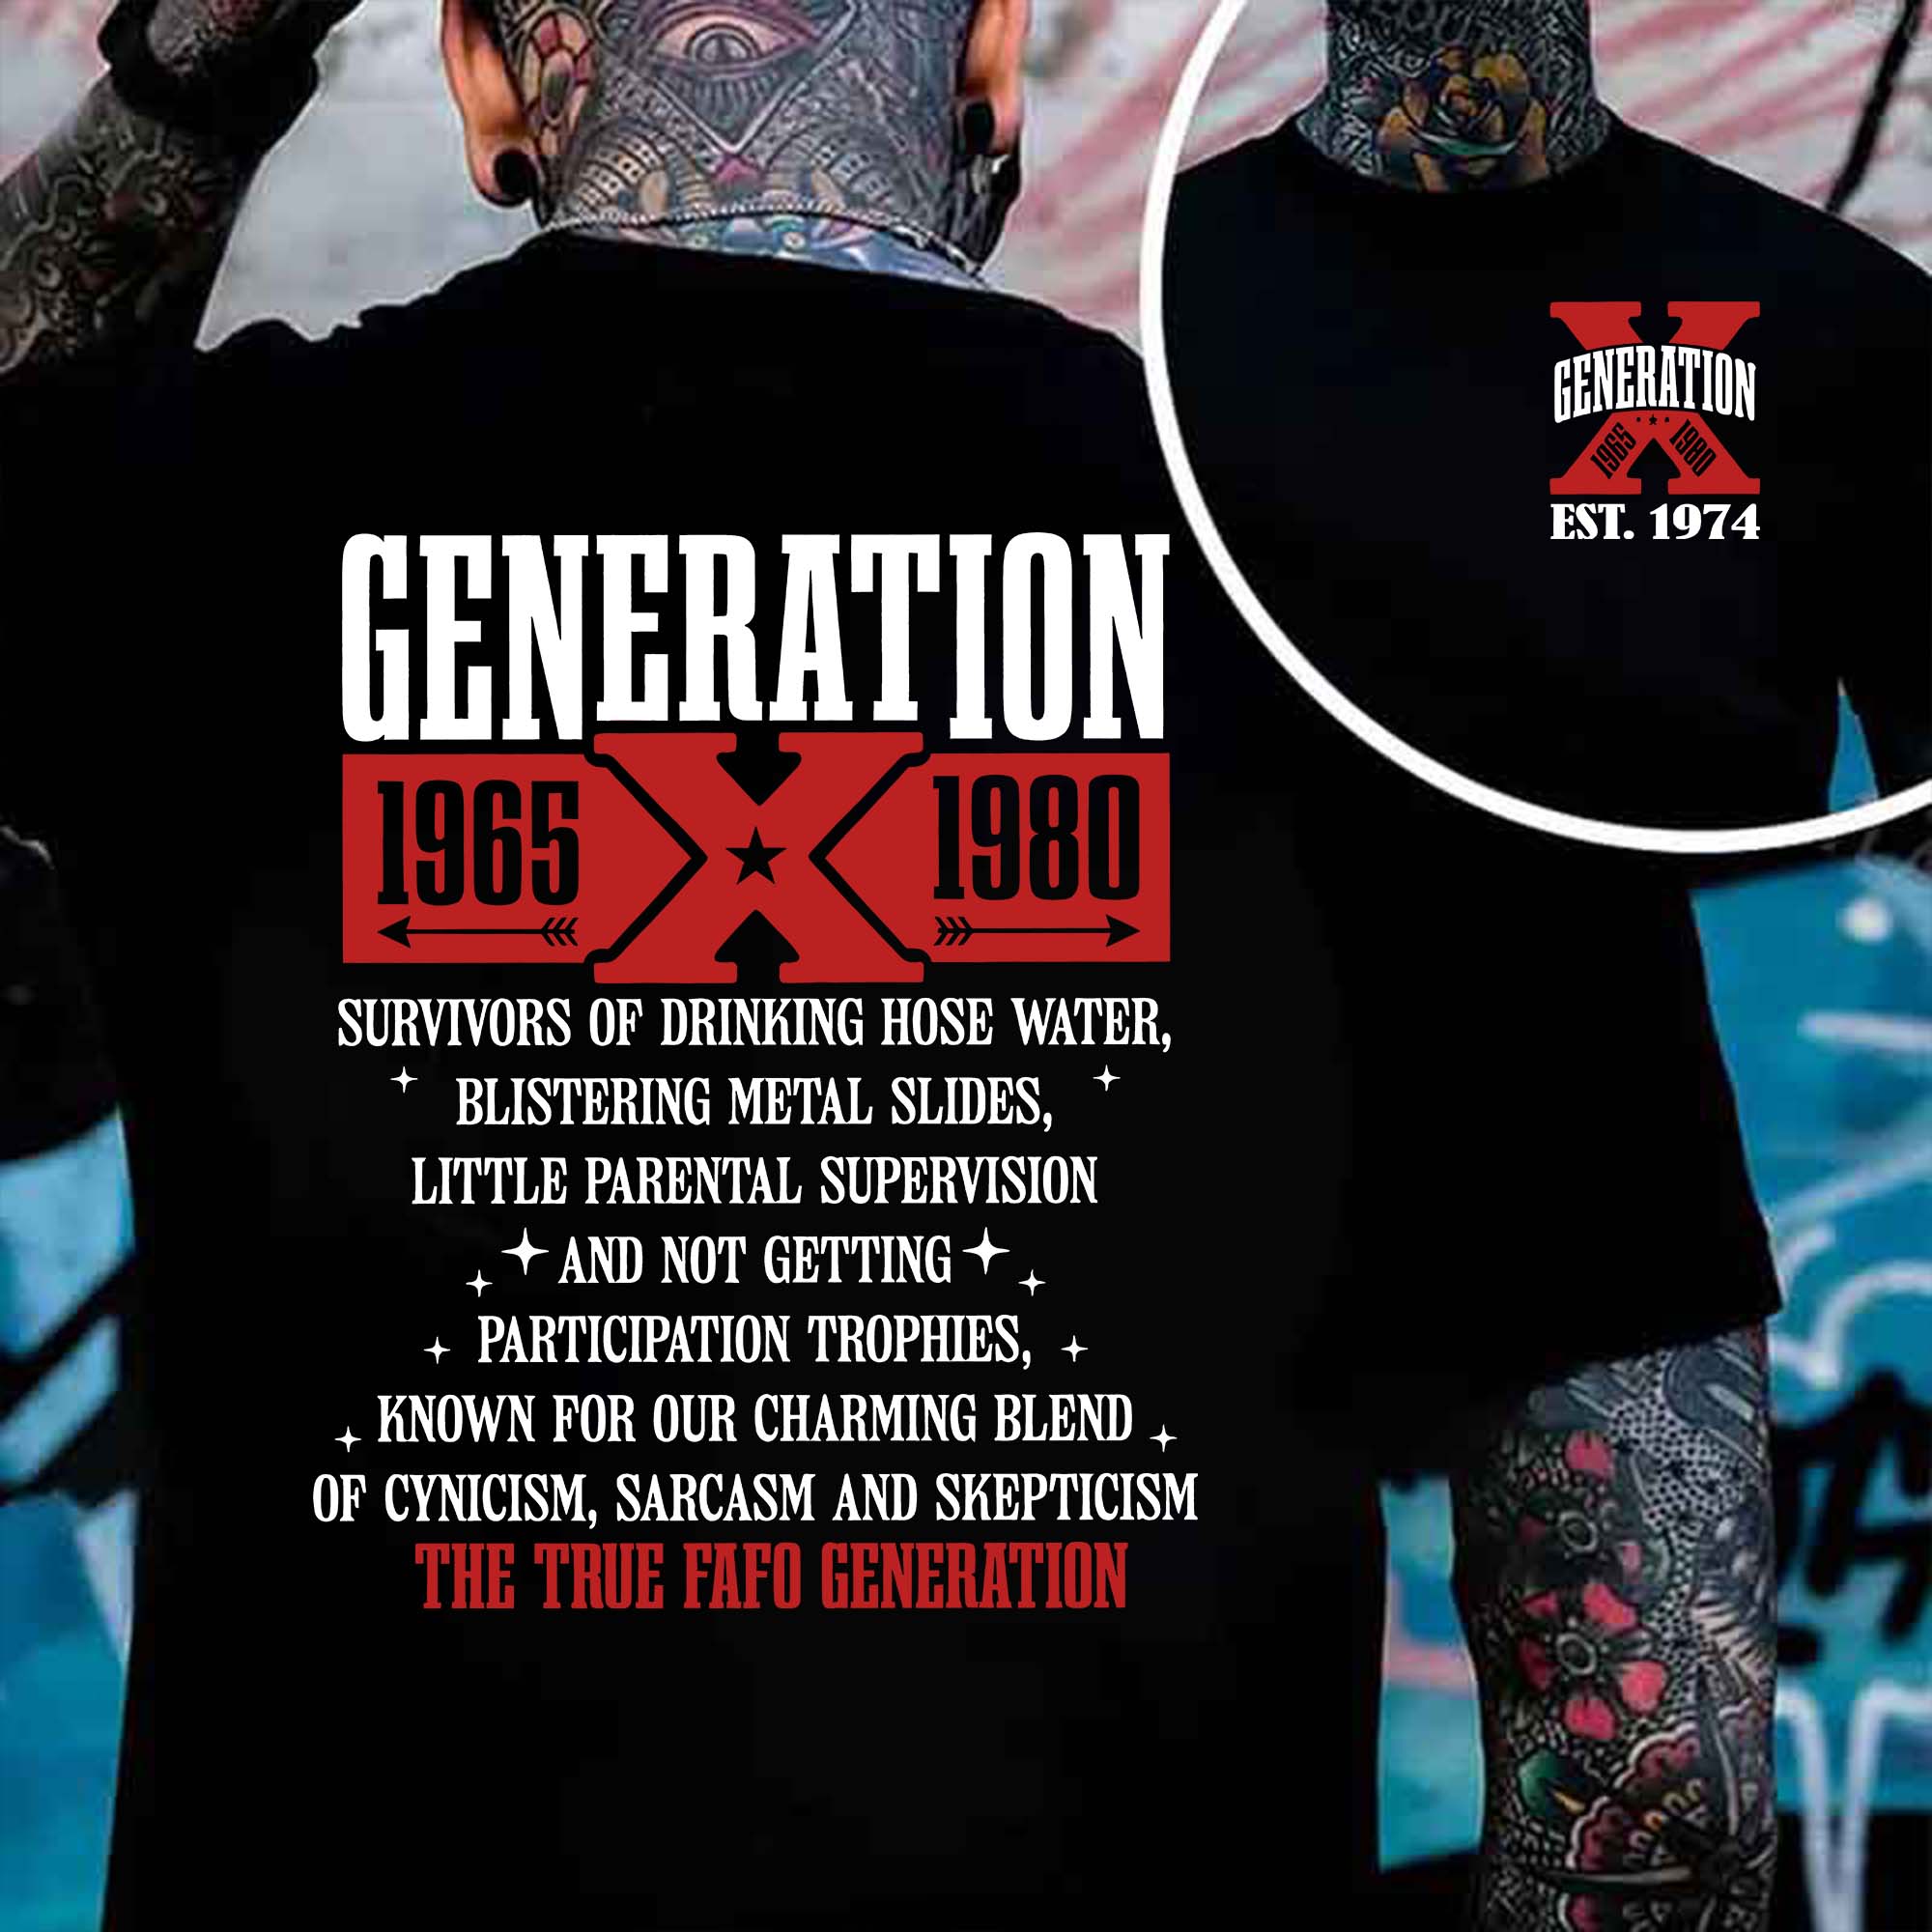 GENERATION
1965 X 1980
SURVIVORS OF DRINKING HOSE WATER,
BLISTERING METAL SLIDES,
LITTLE PARENTAL SUPERVISION
AND NOT GETTING
PARTICIPATION TROPHIES,
KNOWN FOR OUR CHARMING BLEND
OF CYNICISM, SARCASM AND SKEPTICISM
THE TRUE FAFO GENERATION
X
GENERATION
1965 1980
EST. 1974